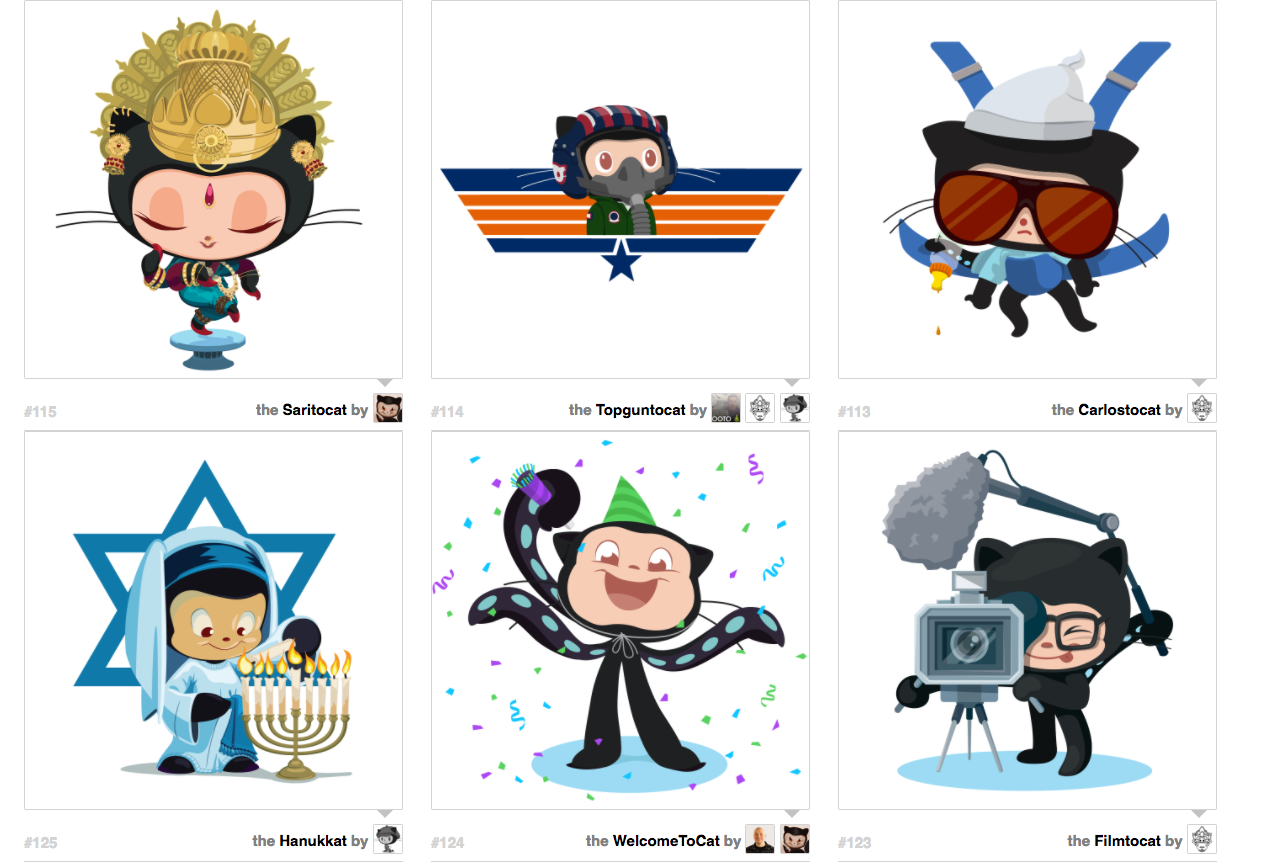 #115 the Saritocat by
#114 the Topguntocat by
#113 the Carlostocat by
#125 the Hanukkat by
#124 the WelcomeToCat by
#123 the Filmtocat by